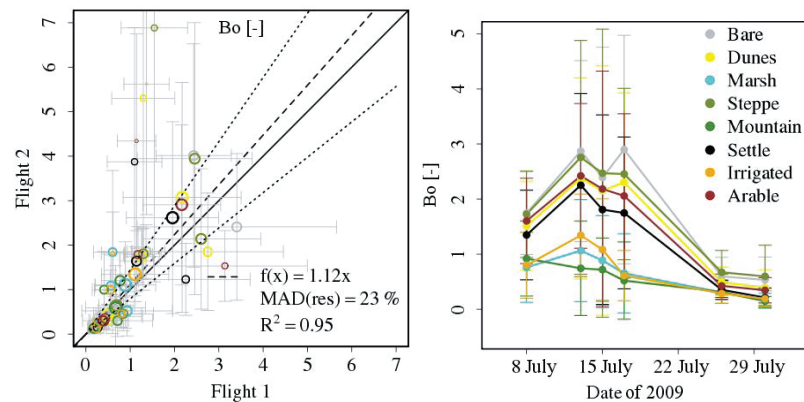 Bo [-]
7
6
5
4
3
2
1
0
Flight 2
f(x) = 1.12x
MAD(res) = 23 %
R² = 0.95
0 1 2 3 4 5 6 7
Flight 1
5
4
3
2
1
0
Bo [-]
Bare
Dunes
Marsh
Steppe
Mountain
Settle
Irrigated
Arable
8 July 15 July 22 July 29 July
Date of 2009